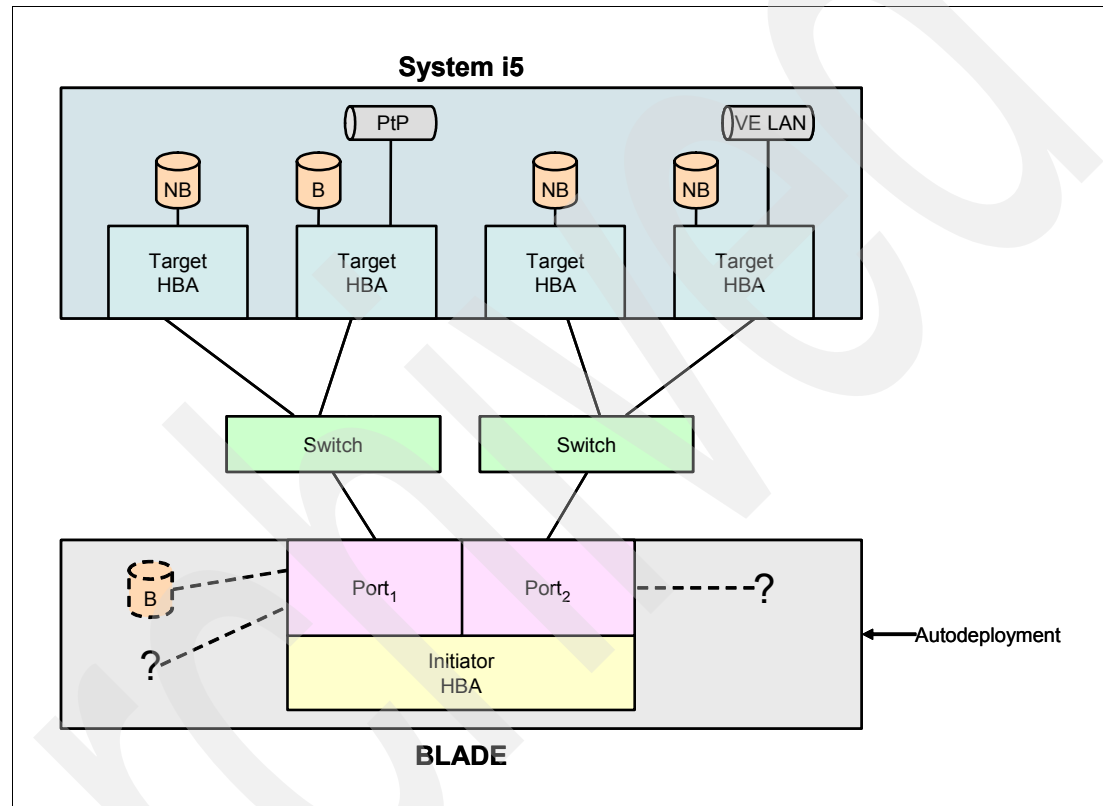 System i5
PtP
VE LAN
NB
B
NB
NB
Target
HBA
Target
HBA
Target
HBA
Target
HBA
Switch
Switch
B
?
Port1
Port2
?
Initiator
HBA
Autodeployment
BLADE